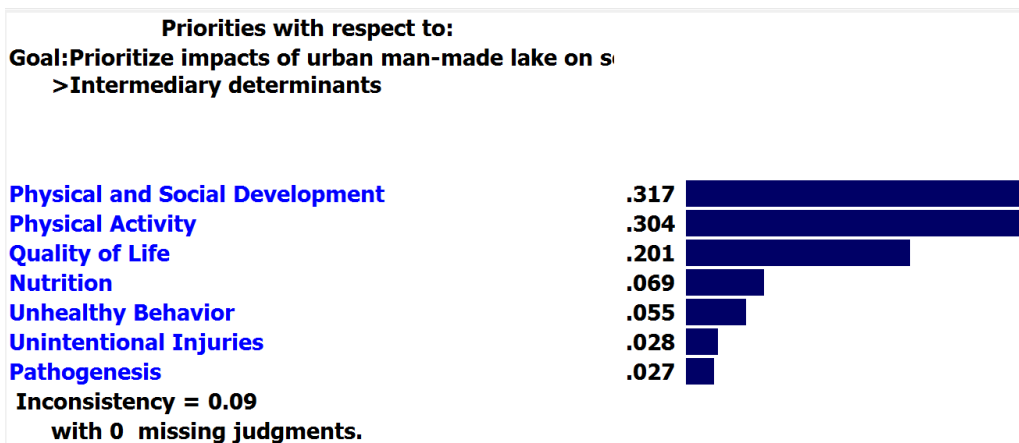 Priorities with respect to:
Goal:Prioritize impacts of urban man-made lake on
>Intermediary determinants
Physical and Social Development .317
Physical Activity .304
Quality of Life .201
Nutrition .069
Unhealthy Behavior .055
Unintentional Injuries .028
Pathogenesis .027
Inconsistency = 0.09
with 0 missing judgments.